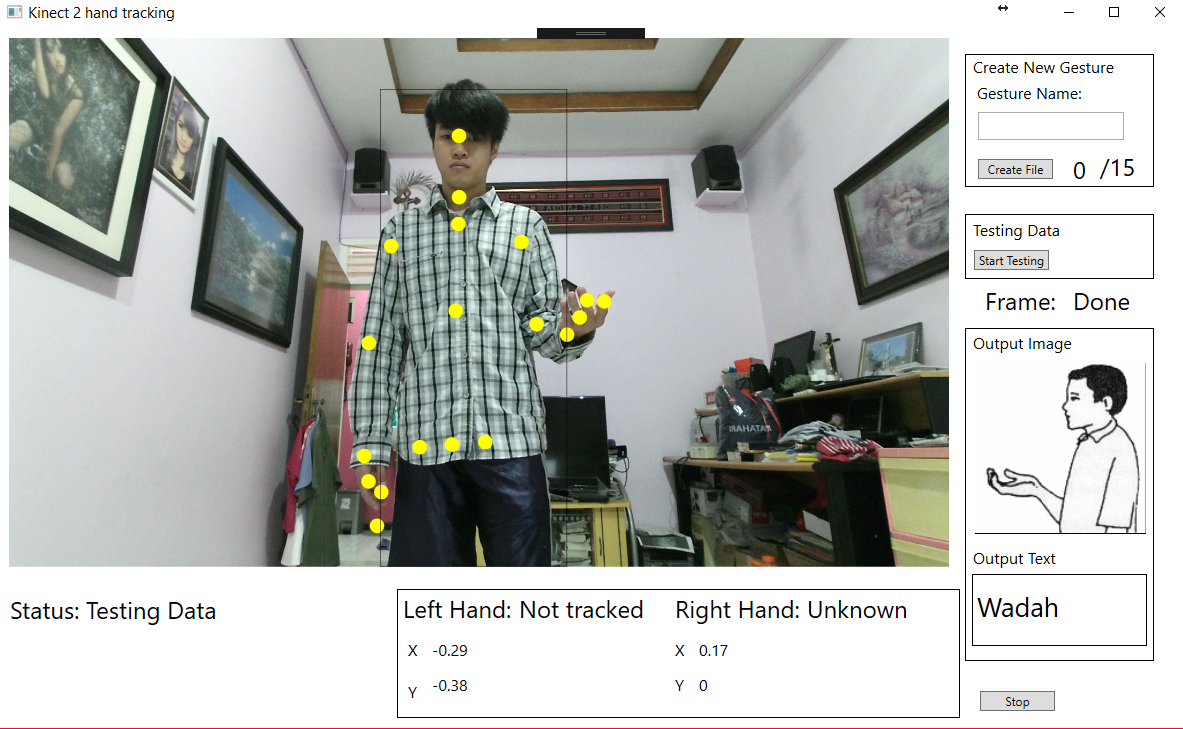 Kinect 2 hand tracking
Create New Gesture
Gesture Name:
Create File
0 /15
Testing Data
Start Testing
Frame: Done
Output Image
Output Text
Wadah
Status: Testing Data
Left Hand: Not tracked
X -0.29
Y -0.38
Right Hand: Unknown
X 0.17
Y 0
Stop